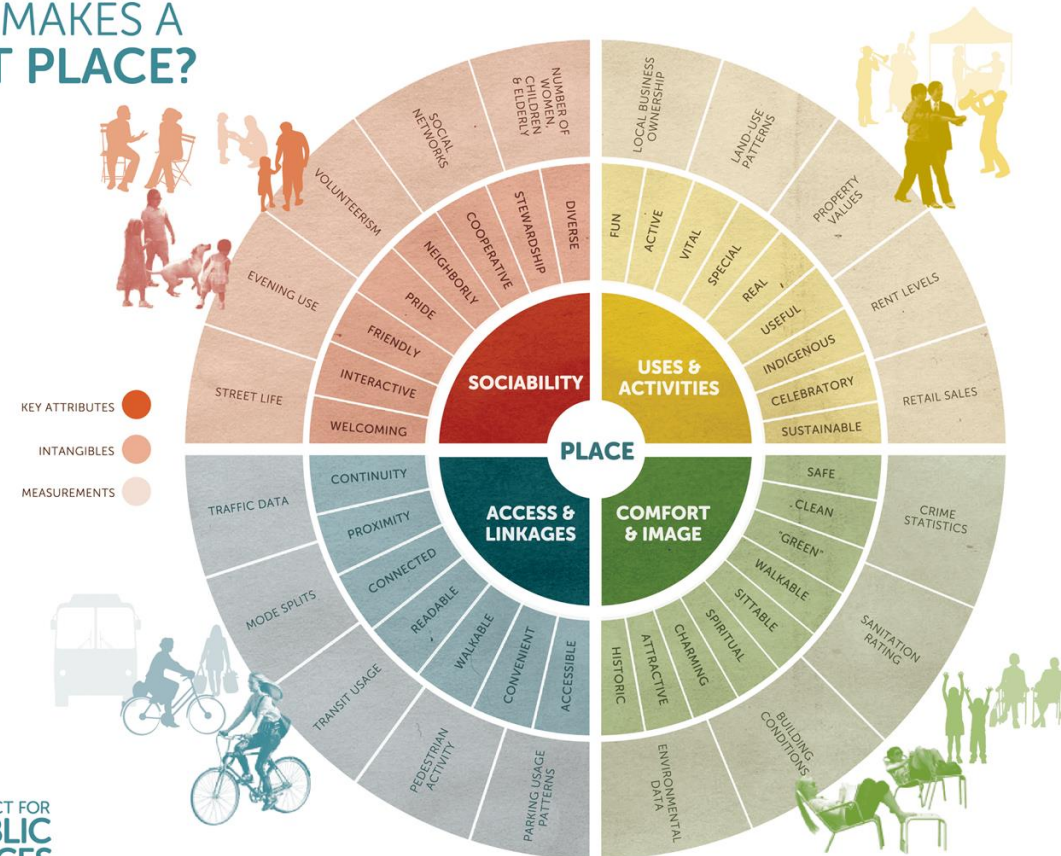 MAKES A
T PLACE?
KEY ATTRIBUTES
INTANGIBLES
MEASUREMENTS
PLACE
SOCIABILITY
WELCOMING
INTERACTIVE
FRIENDLY
PRIDE
NEIGHBORLY
COOPERATIVE
STEWARDSHIP
DIVERSE
STREET LIFE
EVENING USE
VOLUNTEERISM
SOCIAL
NETWORKS
NUMBER OF
WOMEN,
CHILDREN
& ELDERLY
USES &
ACTIVITIES
FUN
ACTIVE
VITAL
SPECIAL
REAL
USEFUL
INDIGENOUS
CELEBRATORY
SUSTAINABLE
LOCAL BUSINESS
OWNERSHIP
LAND-USE
PATTERNS
PROPERTY
VALUES
RENT LEVELS
RETAIL SALES
ACCESS &
LINKAGES
CONTINUITY
PROXIMITY
CONNECTED
READABLE
WALKABLE
CONVENIENT
ACCESSIBLE
TRAFFIC DATA
MODE SPLITS
TRANSIT USAGE
PEDESTRIAN
ACTIVITY
PARKING USAGE
PATTERNS
COMFORT
& IMAGE
SAFE
CLEAN
"GREEN"
WALKABLE
SITTABLE
SPIRITUAL
CHARMING
ATTRACTIVE
HISTORIC
CRIME
STATISTICS
SANITATION
RATING
BUILDING
CONDITIONS
ENVIRONMENTAL
DATA
CT FOR
BLIC
CES